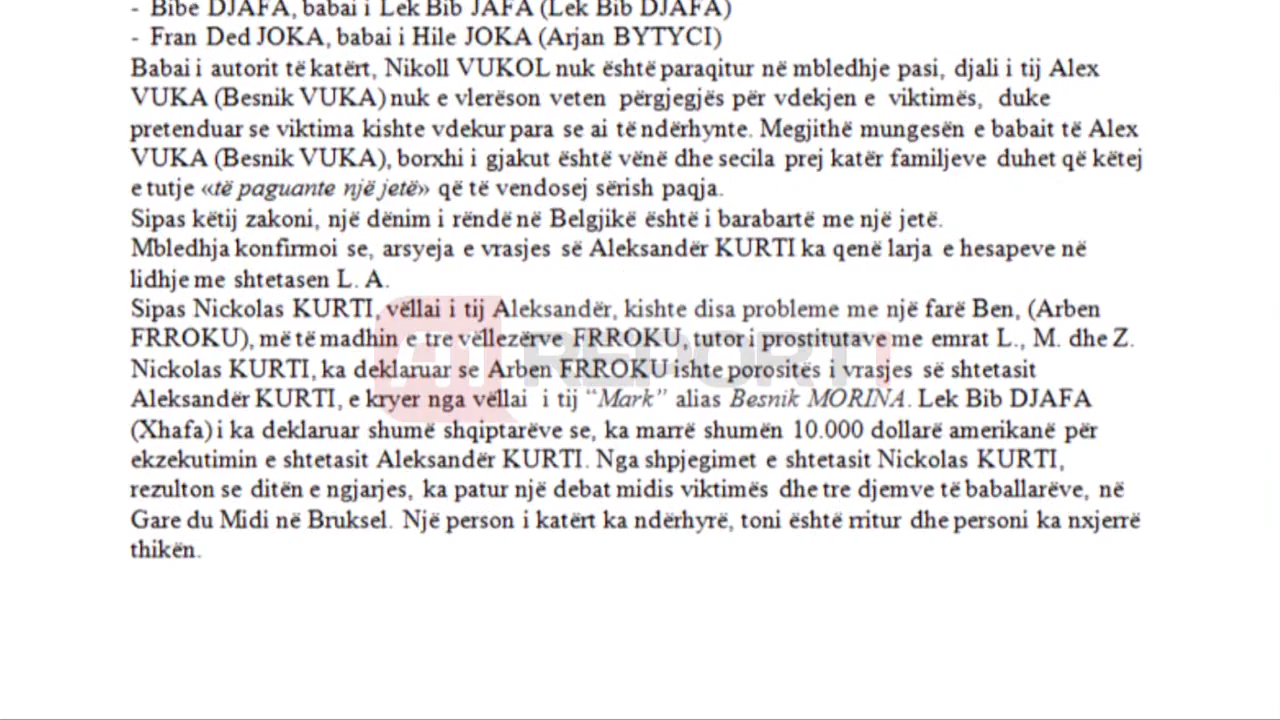 - Bibe DJAFA, babai i Lek Bib JAFA (Lek Bib DJAFA)
- Fran Ded JOKA, babai i Hile JOKA (Arjan BYTYCI)
Babai i autorit të katërt, Nikoll VUKOL nuk është paraqitur në mbledhje pasi, djali i tij Alex
VUKA (Besnik VUKA) nuk e vlerëson veten përgjegjës për vdekjen e viktimës, duke
pretenduar se viktima kishte vdekur para se ai të ndërhynte. Megjithë mungesën e babait të Alex
VUKA (Besnik VUKA), borxhi i gjakut është vënë dhe secila prej katër familjeve duhet që këtej
e tutje «të paguante një jetë» që të vendosej sërish paqja.
Sipas këtij zakoni, një dënim i rëndë në Belgjikë është i barabartë me një jetë.
Mbledhja konfirmoi se, arsyeja e vrasjes së Aleksandër KURTI ka qenë larja e hesapeve në
lidhje me shtetasen L. A.
Sipas Nickolas KURTI, vëllai i tij Aleksandër, kishte disa probleme me një farë Ben, (Arben
FRROKU), më të madhin e tre vëllezërve FRROKU, tutor i prostitutave me emrat L., M. dhe Z.
Nickolas KURTI, ka deklaruar se Arben FRROKU ishte porositës i vrasjes së shtetasit
Aleksandër KURTI, e kryer nga vëllai i tij “Mark” alias Besnik MORINA. Lek Bib DJAFA
(Xhafa) i ka deklaruar shumë shqiptarëve se, ka marrë shumën 10.000 dollarë amerikanë për
ekzekutimin e shtetasit Aleksandër KURTI. Nga shpjegimet e shtetasit Nickolas KURTI,
rezulton se ditën e ngjarjes, ka patur një debat midis viktimës dhe tre djemve të baballarëve, në
Gare du Midi në Bruksel. Një person i katërt ka ndërhyrë, toni është rritur dhe personi ka nxjerrë
thikën.
REPORTI